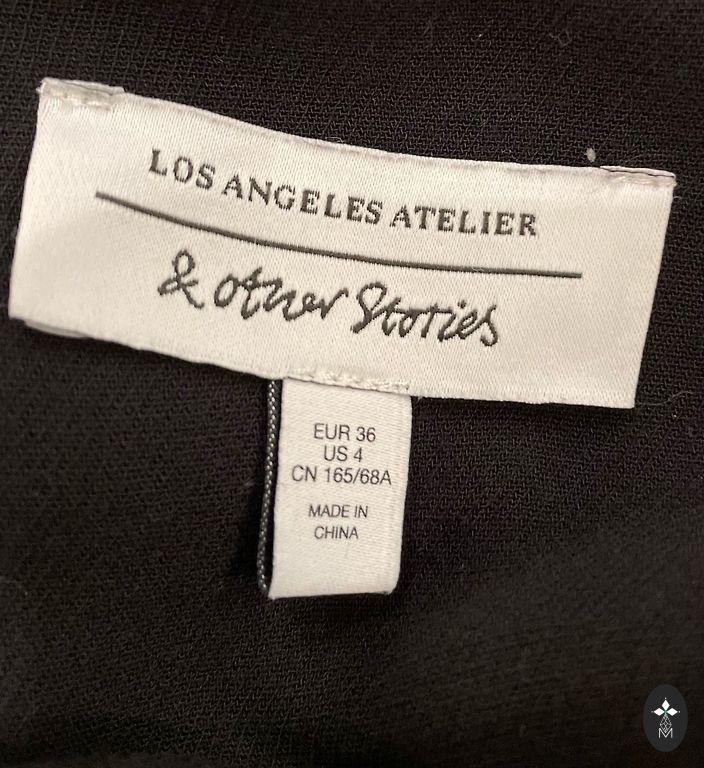 LOS ANGELES ATELIER
& other Stories
EUR 36
US 4
CN 165/68A
MADE IN
CHINA
M